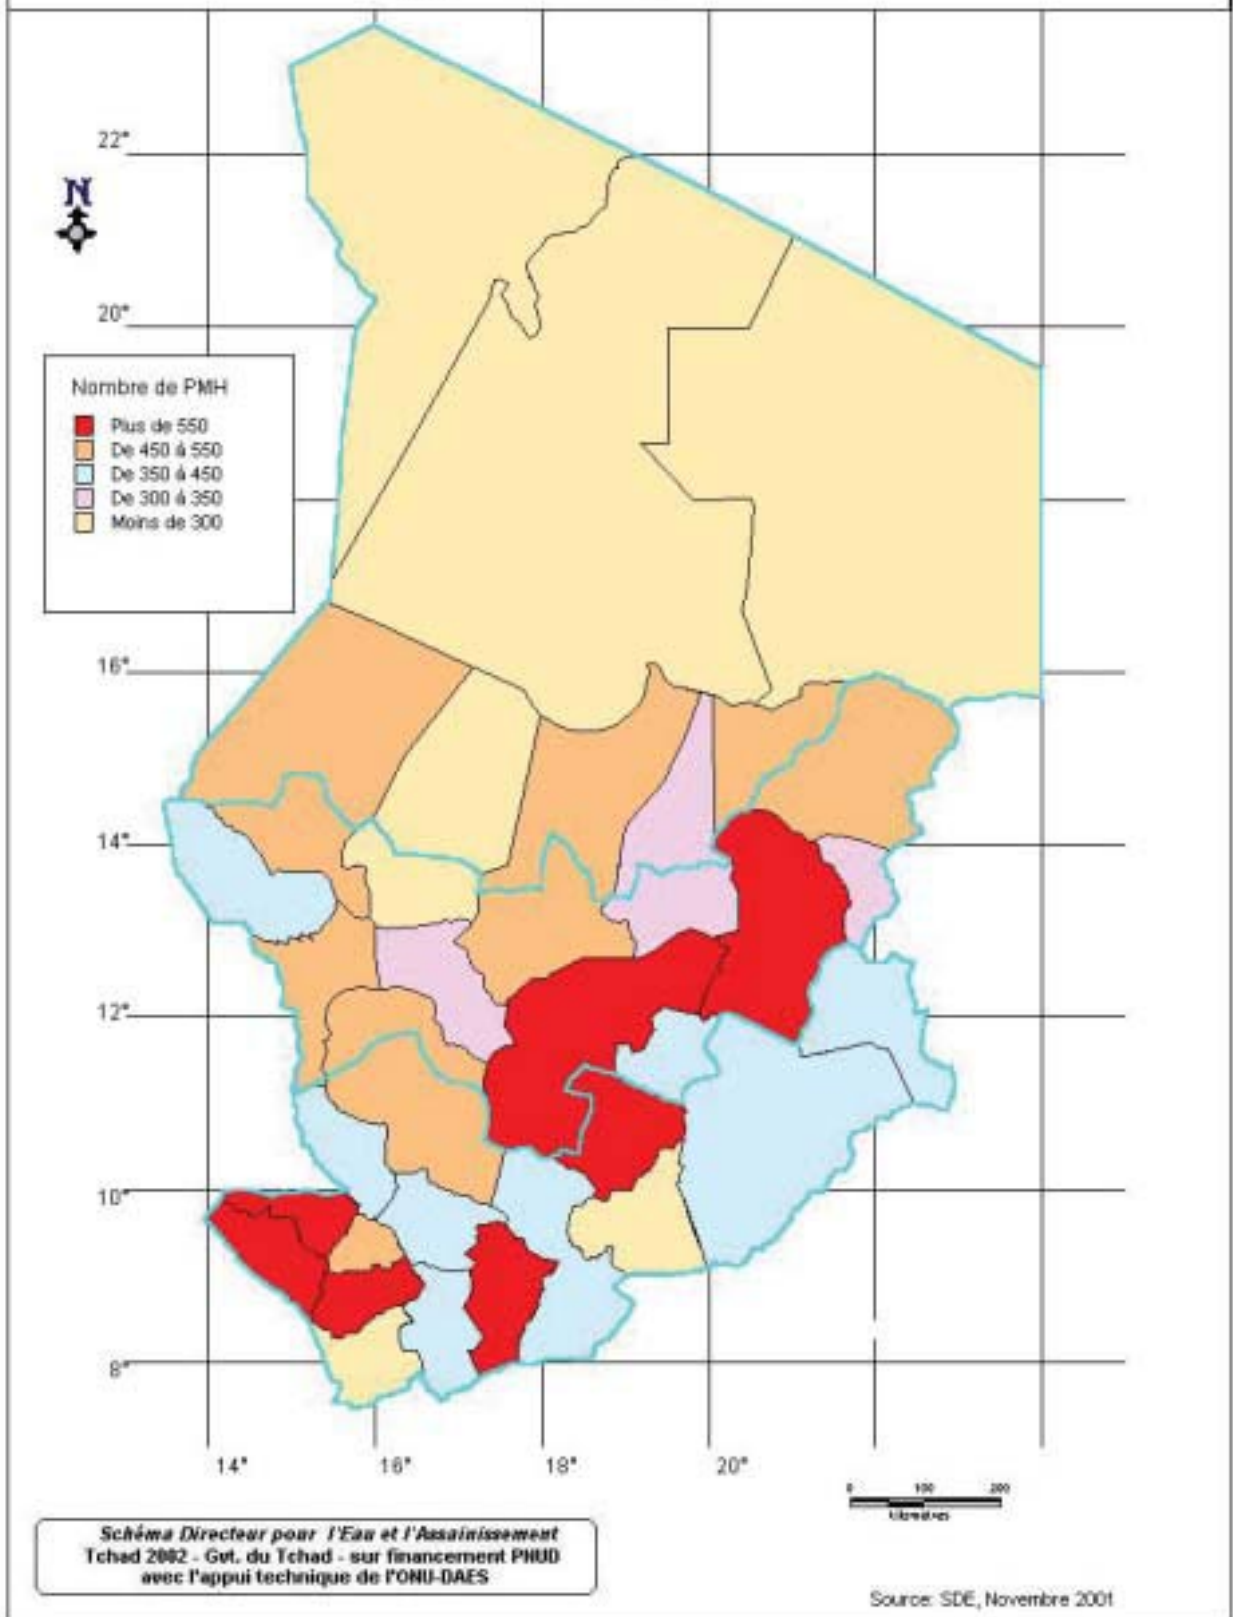 22°
N
20°
Nombre de PMH
Plus de 550
De 450 à 550
De 350 à 450
De 300 à 350
Moins de 300
16°
14°
12°
10°
8°
14°
16°
18°
20°
0 100 200
kilomètres
Schéma Directeur pour l'Eau et l'Assainissement
Tchad 2002 - Gvt. du Tchad - sur financement PNUD
avec l'appui technique de l'ONU-DAES
Source: SDE, Novembre 2001